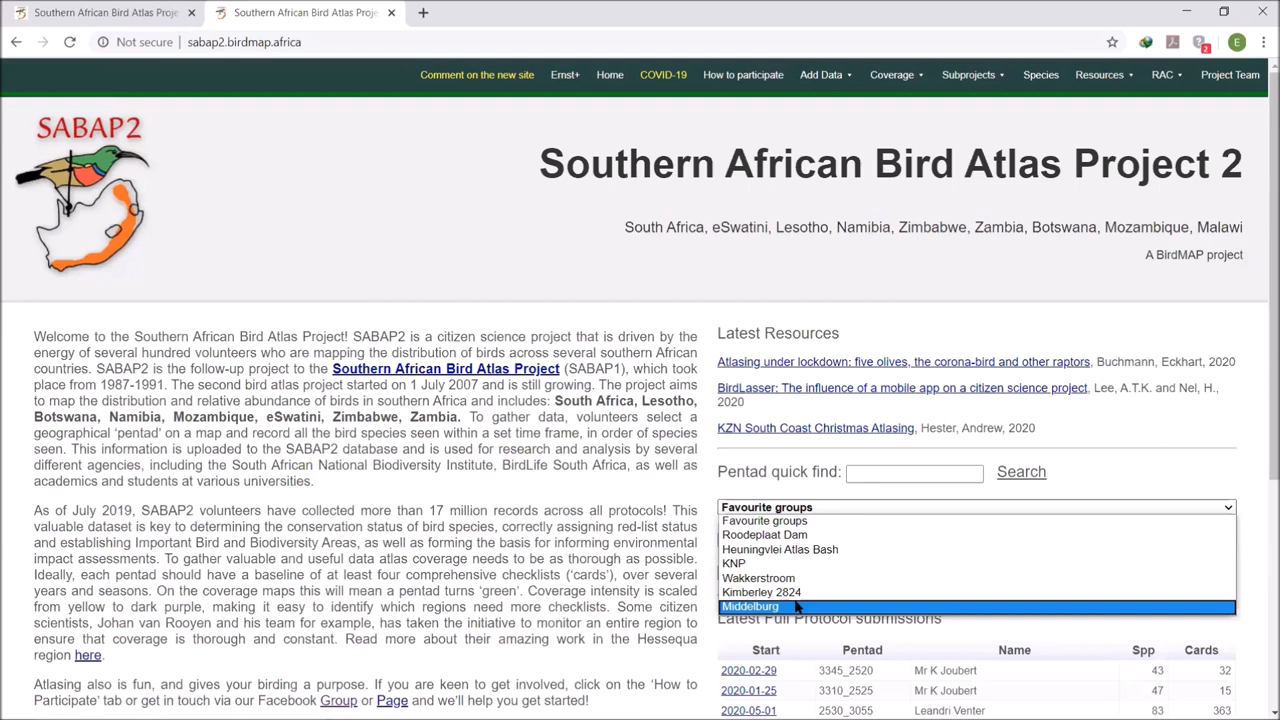 Southern African Bird Atlas Proje
Southern African Bird Atlas Proje
Not secure | sabap2.birdmap.africa
2
E
Comment on the new site Ernst+ Home COVID-19 How to participate Add Data Coverage Subprojects Species Resources RAC Project Team
SABAP2
Southern African Bird Atlas Project 2
South Africa, eSwatini, Lesotho, Namibia, Zimbabwe, Zambia, Botswana, Mozambique, Malawi
A BirdMAP project
Welcome to the Southern African Bird Atlas Project! SABAP2 is a citizen science project that is driven by the
energy of several hundred volunteers who are mapping the distribution of birds across several southern African
countries. SABAP2 is the follow-up project to the Southern African Bird Atlas Project (SABAP1), which took
place from 1987-1991. The second bird atlas project started on 1 July 2007 and is still growing. The project aims
to map the distribution and relative abundance of birds in southern Africa and includes: South Africa, Lesotho,
Botswana, Namibia, Mozambique, eSwatini, Zimbabwe, Zambia. To gather data, volunteers select a
geographical ‘pentad’ on a map and record all the bird species seen within a set time frame, in order of species
seen. This information is uploaded to the SABAP2 database and is used for research and analysis by several
different agencies, including the South African National Biodiversity Institute, BirdLife South Africa, as well as
academics and students at various universities.
As of July 2019, SABAP2 volunteers have collected more than 17 million records across all protocols! This
valuable dataset is key to determining the conservation status of bird species, correctly assigning red-list status
and establishing Important Bird and Biodiversity Areas, as well as forming the basis for informing environmental
impact assessments. To gather valuable and useful data atlas coverage needs to be as thorough as possible.
Ideally, each pentad should have a baseline of at least four comprehensive checklists (‘cards’), over several
years and seasons. On the coverage maps this will mean a pentad turns ‘green’. Coverage intensity is scaled
from yellow to dark purple, making it easy to identify which regions need more checklists. Some citizen
scientists, Johan van Rooyen and his team for example, has taken the initiative to monitor an entire region to
ensure that coverage is thorough and constant. Read more about their amazing work in the Hessequa
region here.
Atlasing also is fun, and gives your birding a purpose. If you are keen to get involved, click on the ‘How to
Participate’ tab or get in touch via our Facebook Group or Page and we’ll help you get started!
Latest Resources
Atlasing under lockdown: five olives, the corona-bird and other raptors, Buchmann, Eckhart, 2020
BirdLasser: The influence of a mobile app on a citizen science project, Lee, A.T.K. and Nel, H.,
2020
KZN South Coast Christmas Atlasing, Hester, Andrew, 2020
Pentad quick find: Search
Favourite groups
Favourite groups
Roodeplaat Dam
Heuningvlei Atlas Bash
KNP
Wakkerstroom
Kimberley 2824
Middelburg
Latest Full Protocol submissions
Start Pentad Name Spp Cards
2020-02-29 3345_2520 Mr K Joubert 43 32
2020-01-25 3310_2525 Mr K Joubert 47 15
2020-05-01 2530_3055 Leandri Venter 83 363